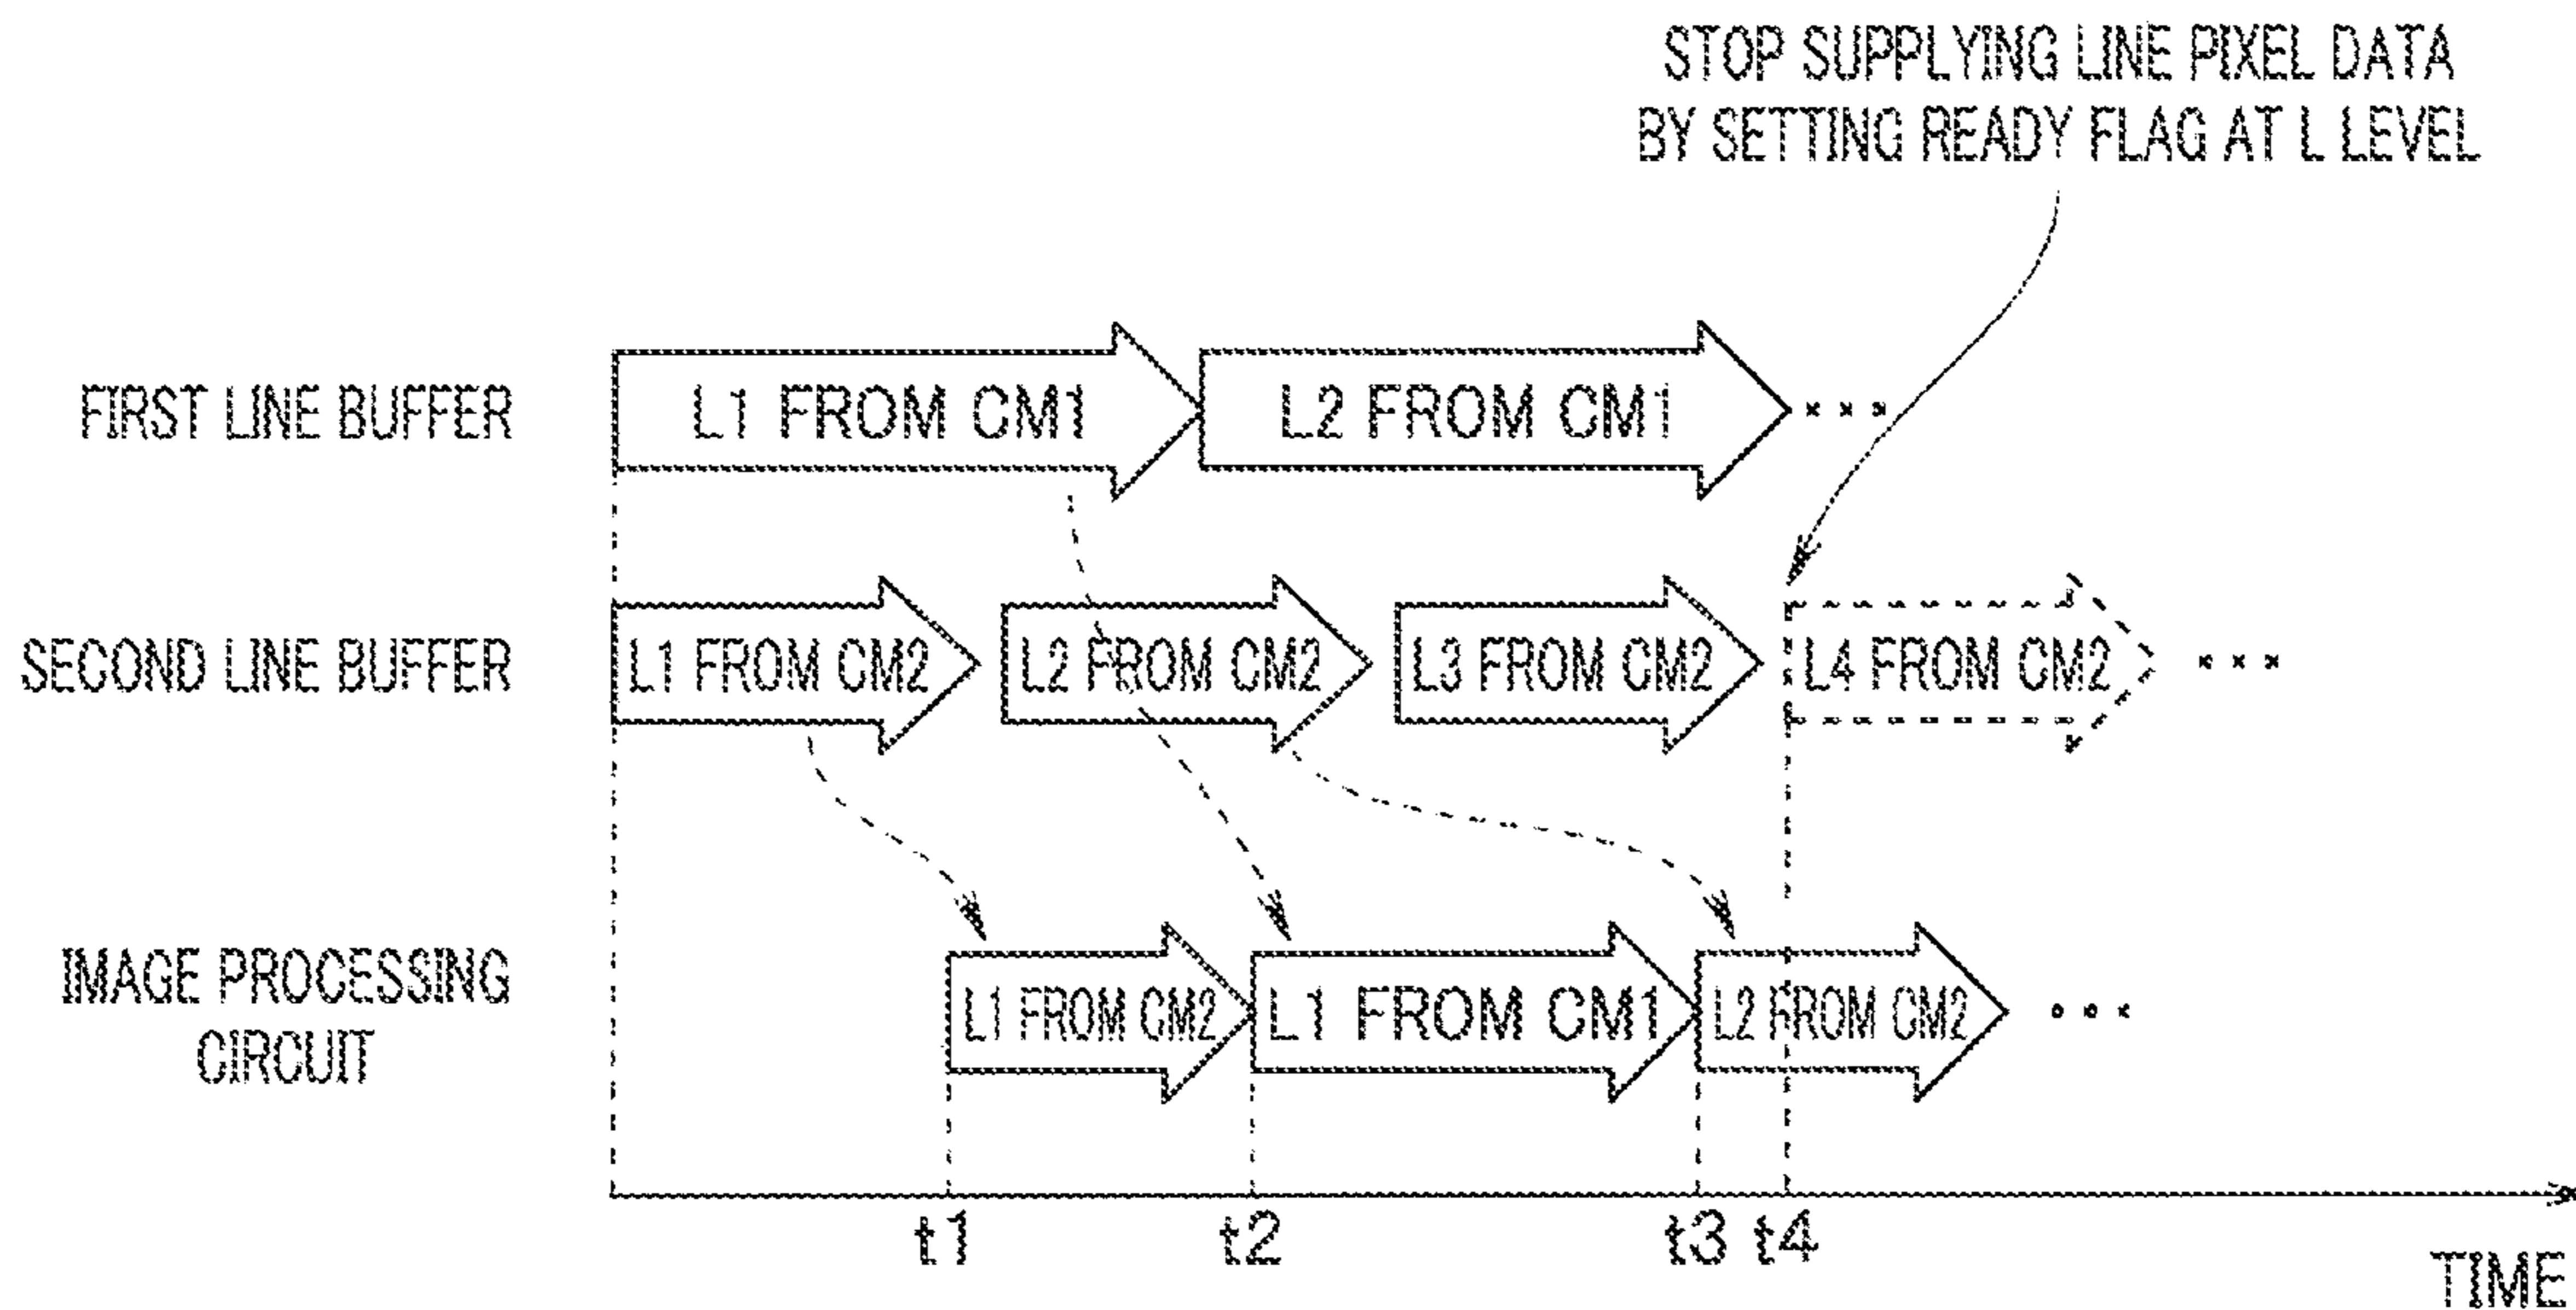 STOP SUPPLYING LINE PIXEL DATA
BY SETTING READY FLAG AT L LEVEL
FIRST LINE BUFFER
L1 FROM CM1
L2 FROM CM1
SECOND LINE BUFFER
L1 FROM CM2
L2 FROM CM2
L3 FROM CM2
L4 FROM CM2
IMAGE PROCESSING
CIRCUIT
L1 FROM CM2
L1 FROM CM1
L2 FROM CM2
t1
t2
t3
t4
TIME